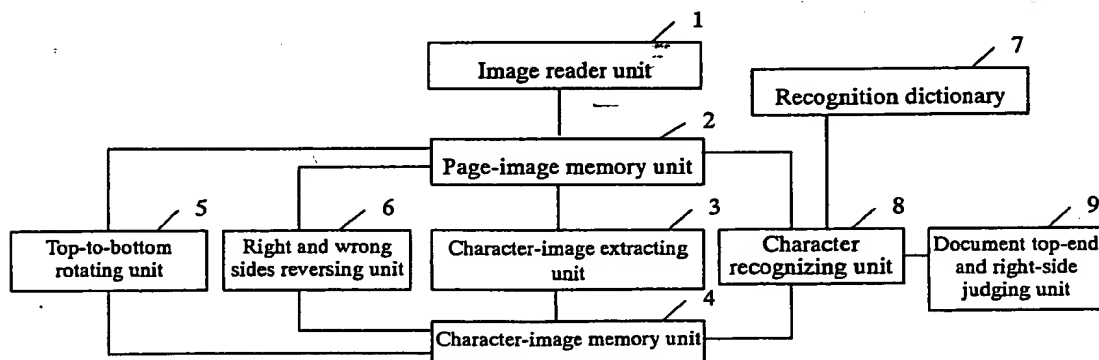 1
Image reader unit
7
Recognition dictionary
2
Page-image memory unit
5
Top-to-bottom
rotating unit
6
Right and wrong
sides reversing unit
3
Character-image extracting
unit
8
Character
recognizing unit
9
Document top-end
and right-side
judging unit
4
Character-image memory unit